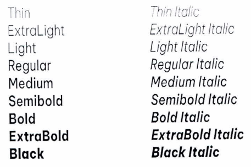 Thin Thin Italic
ExtraLight ExtraLight Italic
Light Light Italic
Regular Regular Italic
Medium Medium Italic
Semibold Semibold Italic
Bold Bold Italic
ExtraBold ExtraBold Italic
Black Black Italic